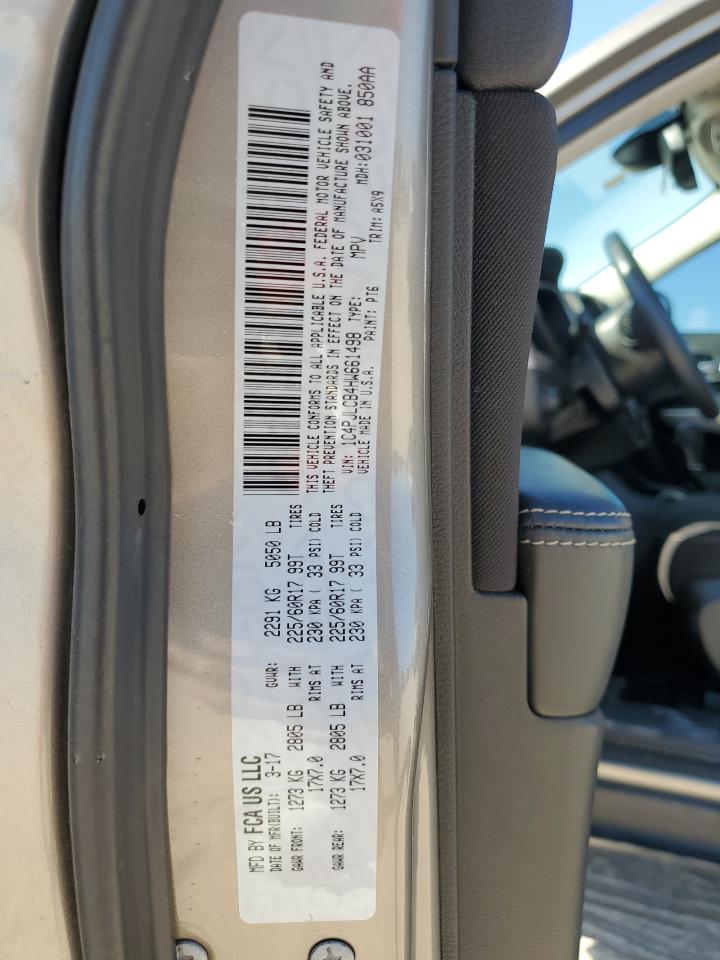 MFD BY FCA US LLC
DATE OF MFR(BUILT): 3-17 GVWR: 2291 KG 5050 LB
GAWR FRONT: 1273 KG 2805 LB WITH 225/60R17 99T TIRES
17X7.0 RIMS AT 230 KPA ( 33 PSI) COLD
GAWR REAR: 1273 KG 2805 LB WITH 225/60R17 99T TIRES
17X7.0 RIMS AT 230 KPA ( 33 PSI) COLD
THIS VEHICLE CONFORMS TO ALL APPLICABLE U.S.A. FEDERAL MOTOR VEHICLE SAFETY AND
THEFT PREVENTION STANDARDS IN EFFECT ON THE DATE OF MANUFACTURE SHOWN ABOVE.
VIN: 1C4PJLCB4HW661498 TYPE: MPV MDH:031001 850AA
VEHICLE MADE IN U.S.A. PAINT: PTG TRIM: A5X9